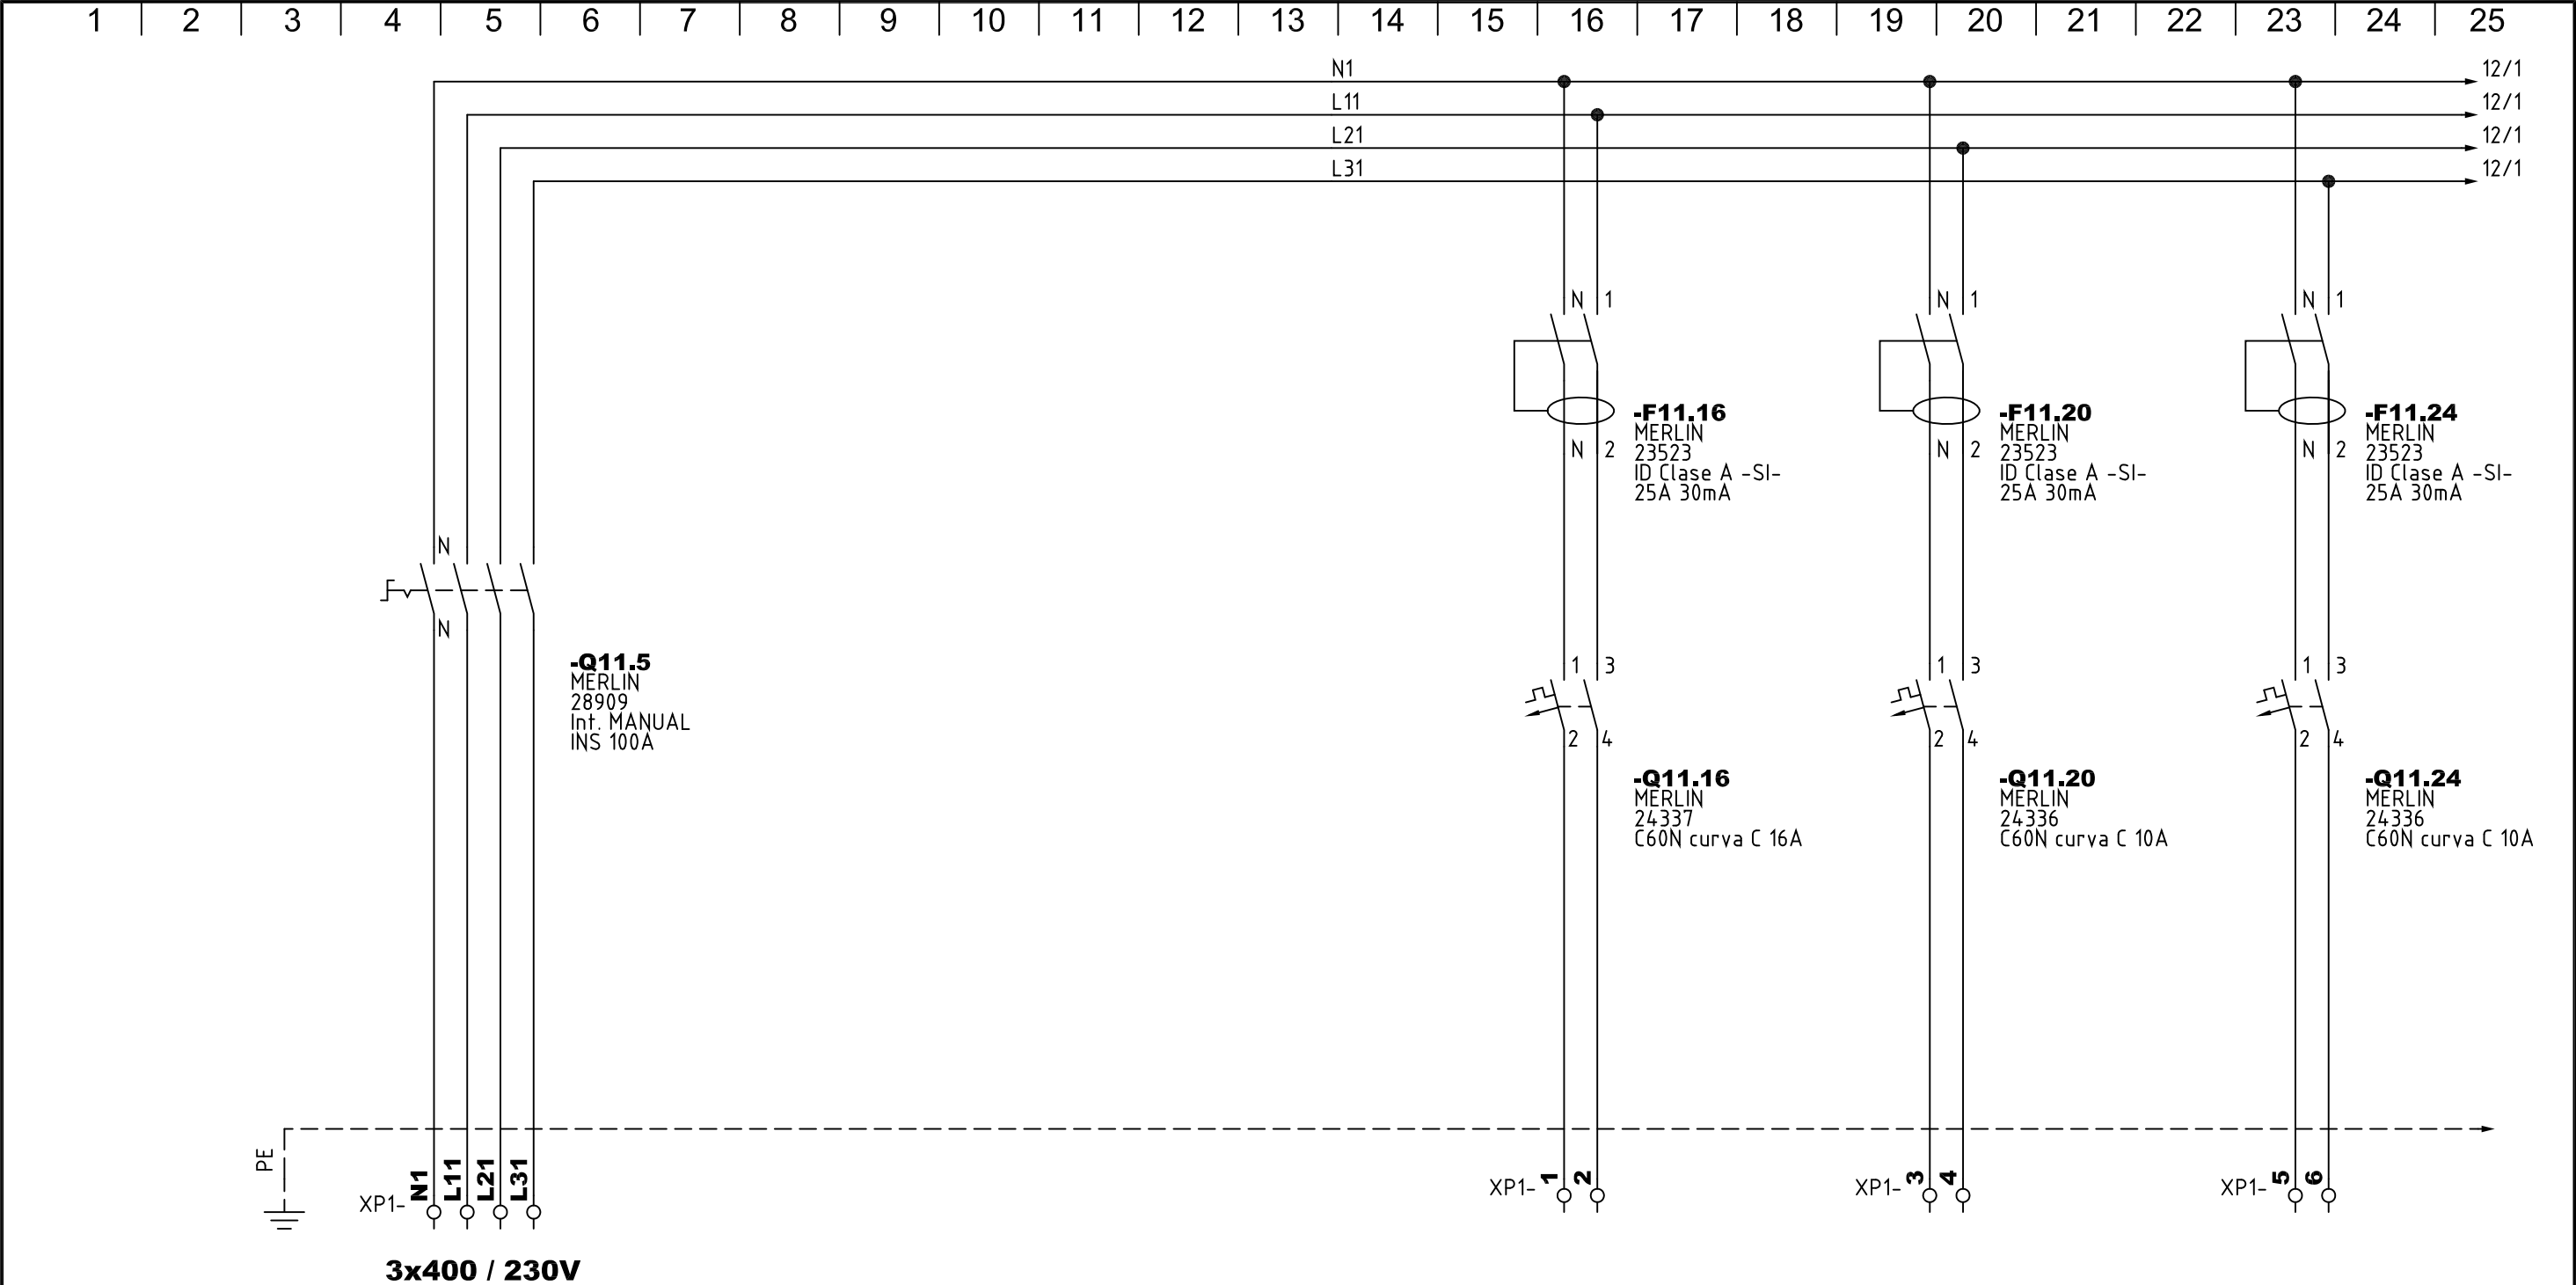 1 2 3 4 5 6 7 8 9 10 11 12 13 14 15 16 17 18 19 20 21 22 23 24 25
N1 12/1
L11 12/1
L21 12/1
L31 12/1
N 1 N 1 N 1
-F11.16
MERLIN
23523
ID Clase A -SI-
25A 30mA
N 2
-F11.20
MERLIN
23523
ID Clase A -SI-
25A 30mA
N 2
-F11.24
MERLIN
23523
ID Clase A -SI-
25A 30mA
N 2
N
N
-Q11.5
MERLIN
28909
Int. MANUAL
INS 100A
1 3 1 3 1 3
2 4 2 4 2 4
-Q11.16
MERLIN
24337
C60N curva C 16A
-Q11.20
MERLIN
24336
C60N curva C 10A
-Q11.24
MERLIN
24336
C60N curva C 10A
PE
XP1- N1 L11 L21 L31
XP1- 1 2
XP1- 3 4
XP1- 5 6
3x400 / 230V